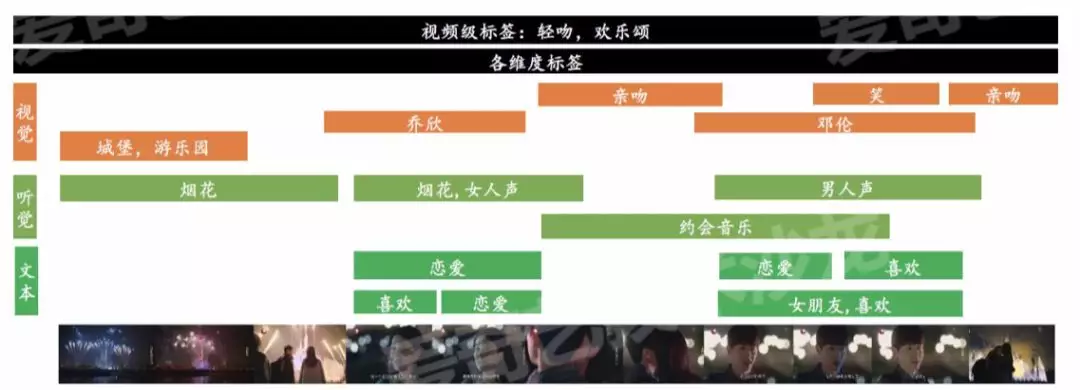 视频级标签：轻吻，欢乐颂
各维度标签
视觉
亲吻
笑
亲吻
乔欣
邓伦
城堡，游乐园
听觉
烟花
烟花,女人声
男人声
约会音乐
文本
恋爱
恋爱
喜欢
喜欢
恋爱
女朋友,喜欢